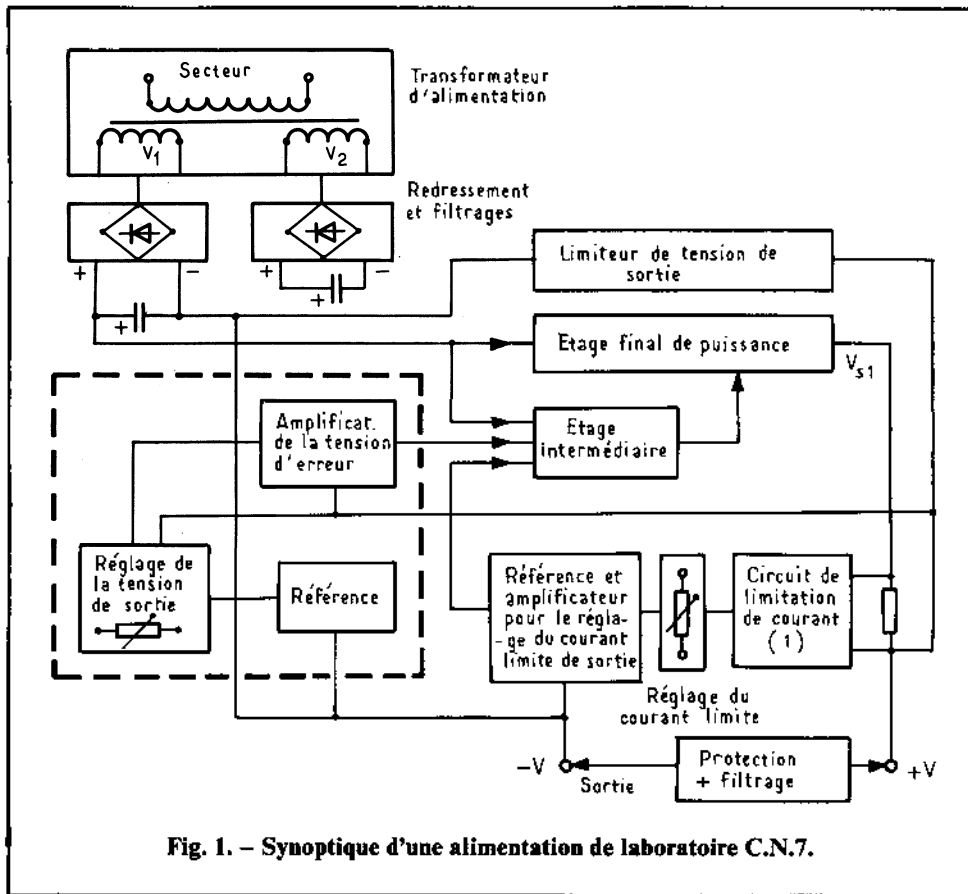 Secteur
Transformateur
d'alimentation
V1
V2
Redressement
et filtrages
+
-
+
-
+
+
Limiteur de tension de
sortie
Etage final de puissance
Vs1
Amplificat.
de la tension
d'erreur
Etage
intermédiaire
Réglage de
la tension
de sortie
Référence
Référence et
amplificateur
pour le régla-
-ge du courant
limite de sortie
Circuit de
limitation
de courant
(1)
Réglage du
courant limite
-V
Sortie
Protection
+ filtrage
+V
Fig. 1. – Synoptique d'une alimentation de laboratoire C.N.7.